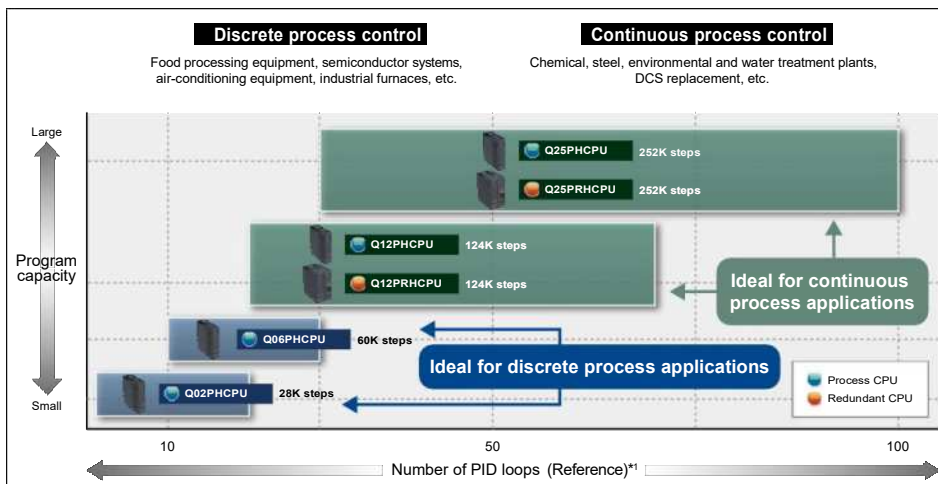 Discrete process control
Food processing equipment, semiconductor systems,
air-conditioning equipment, industrial furnaces, etc.
Continuous process control
Chemical, steel, environmental and water treatment plants,
DCS replacement, etc.
Large
Program
capacity
Small
Q25PHCPU 252K steps
Q25PRHCPU 252K steps
Q12PHCPU 124K steps
Q12PRHCPU 124K steps
Q06PHCPU 60K steps
Q02PHCPU 28K steps
Ideal for continuous
process applications
Ideal for discrete process applications
Process CPU
Redundant CPU
10 50 100
Number of PID loops (Reference)*1